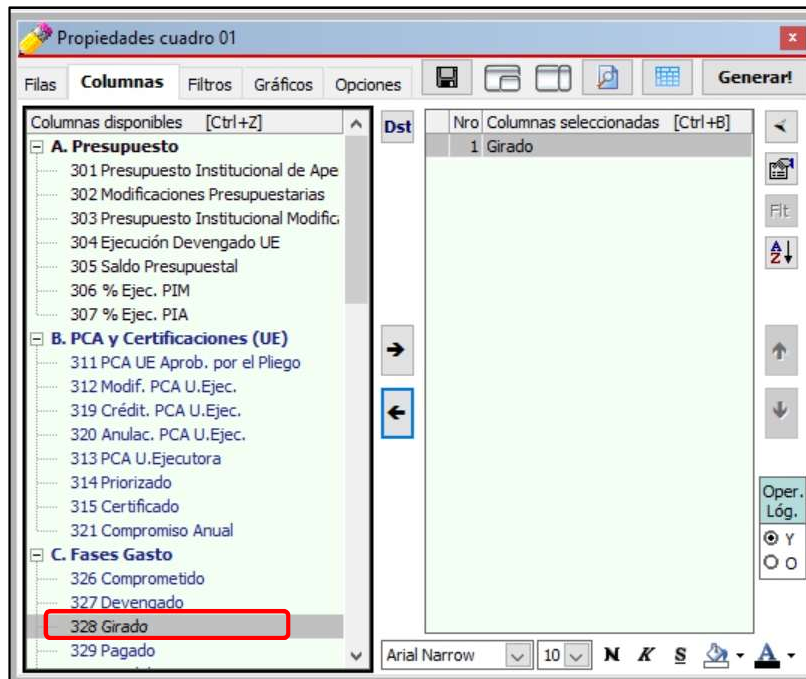 Propiedades cuadro 01
x
Filas Columnas Filtros Gráficos Opciones Generar!
Columnas disponibles [Ctrl+Z]
A. Presupuesto
301 Presupuesto Institucional de Ape
302 Modificaciones Presupuestarias
303 Presupuesto Institucional Modific
304 Ejecución Devengado UE
305 Saldo Presupuestal
306 % Ejec. PIM
307 % Ejec. PIA
B. PCA y Certificaciones (UE)
311 PCA UE Aprob. por el Pliego
312 Modif. PCA U.Ejec.
319 Crédit. PCA U.Ejec.
320 Anulac. PCA U.Ejec.
313 PCA U.Ejecutora
314 Priorizado
315 Certificado
321 Compromiso Anual
C. Fases Gasto
326 Comprometido
327 Devengado
328 Girado
329 Pagado
Dst
Nro Columnas seleccionadas [Ctrl+B]
1 Girado
Flt
A
Z
Oper.
Lóg.
Y
O
Arial Narrow 10 N K S A